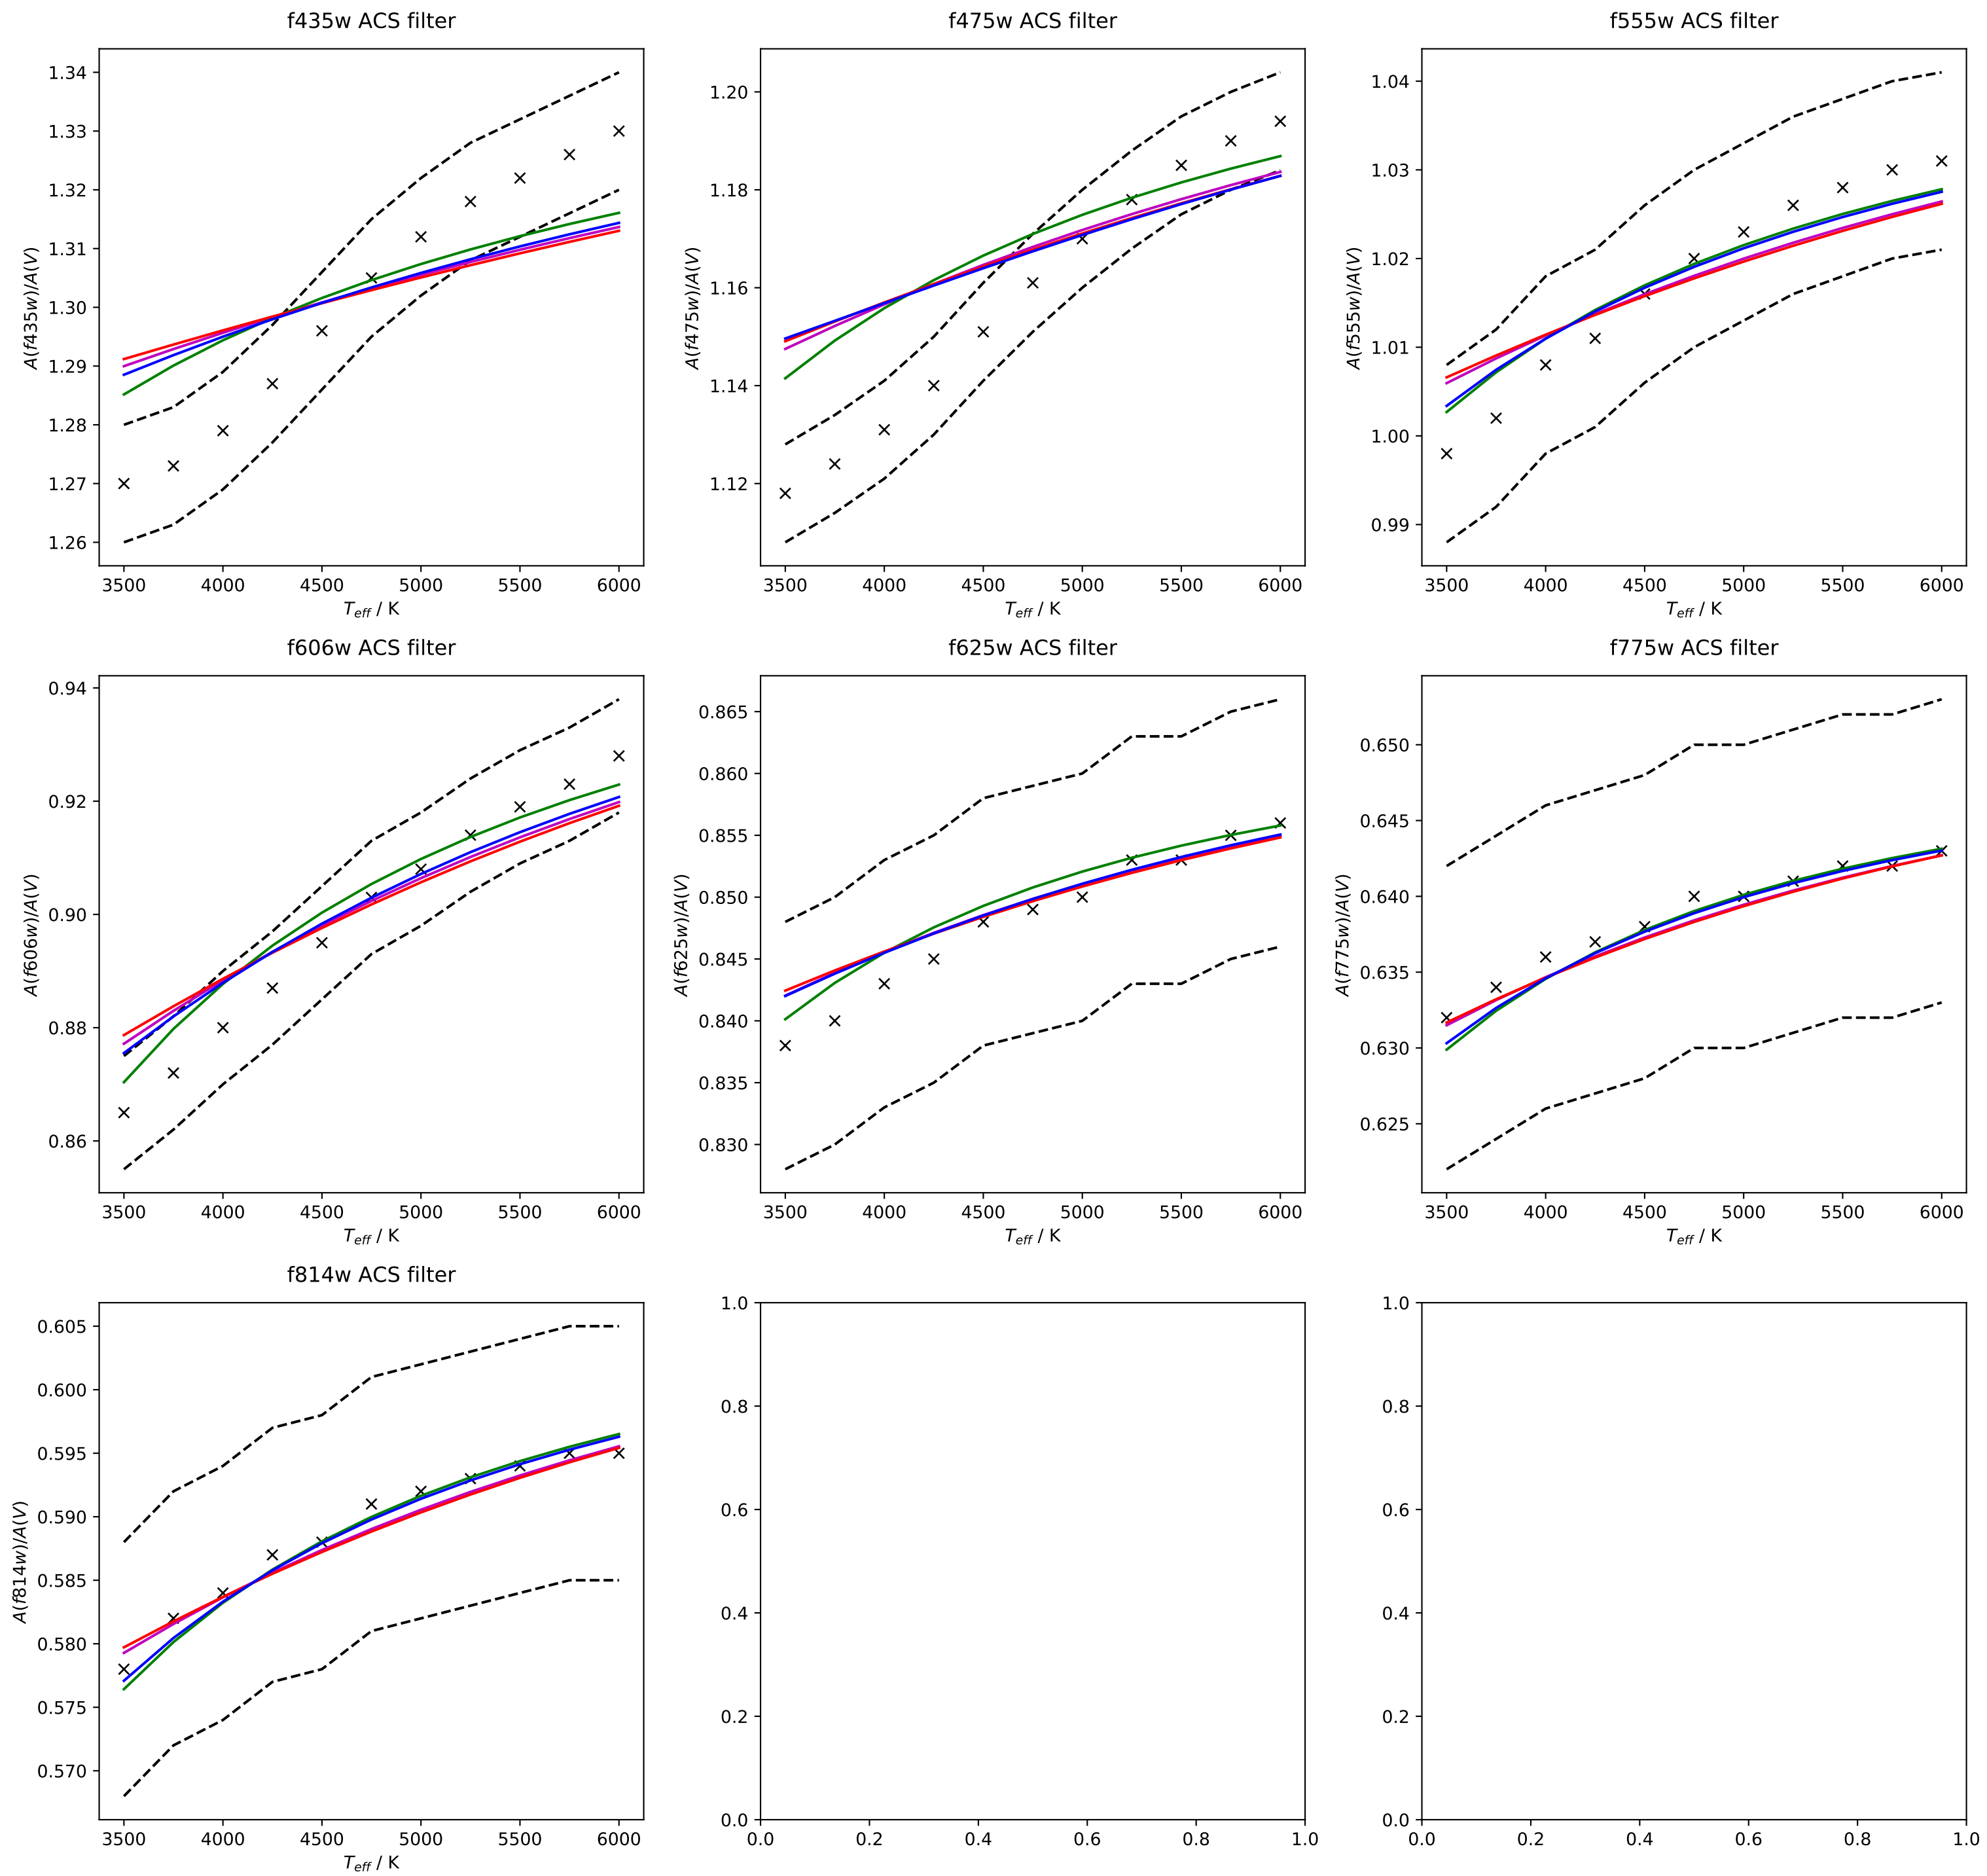 f435w ACS filter
1.34
1.33
1.32
1.31
1.30
1.29
1.28
1.27
1.26
A(f435w)/A(V)
3500 4000 4500 5000 5500 6000
T_eff / K
f475w ACS filter
1.20
1.18
1.16
1.14
1.12
A(f475w)/A(V)
3500 4000 4500 5000 5500 6000
T_eff / K
f555w ACS filter
1.04
1.03
1.02
1.01
1.00
0.99
A(f555w)/A(V)
3500 4000 4500 5000 5500 6000
T_eff / K
f606w ACS filter
0.94
0.92
0.90
0.88
0.86
A(f606w)/A(V)
3500 4000 4500 5000 5500 6000
T_eff / K
f625w ACS filter
0.865
0.860
0.855
0.850
0.845
0.840
0.835
0.830
A(f625w)/A(V)
3500 4000 4500 5000 5500 6000
T_eff / K
f775w ACS filter
0.650
0.645
0.640
0.635
0.630
0.625
A(f775w)/A(V)
3500 4000 4500 5000 5500 6000
T_eff / K
f814w ACS filter
0.605
0.600
0.595
0.590
0.585
0.580
0.575
0.570
A(f814w)/A(V)
3500 4000 4500 5000 5500 6000
T_eff / K
1.0
0.8
0.6
0.4
0.2
0.0
0.0 0.2 0.4 0.6 0.8 1.0
1.0
0.8
0.6
0.4
0.2
0.0
0.0 0.2 0.4 0.6 0.8 1.0